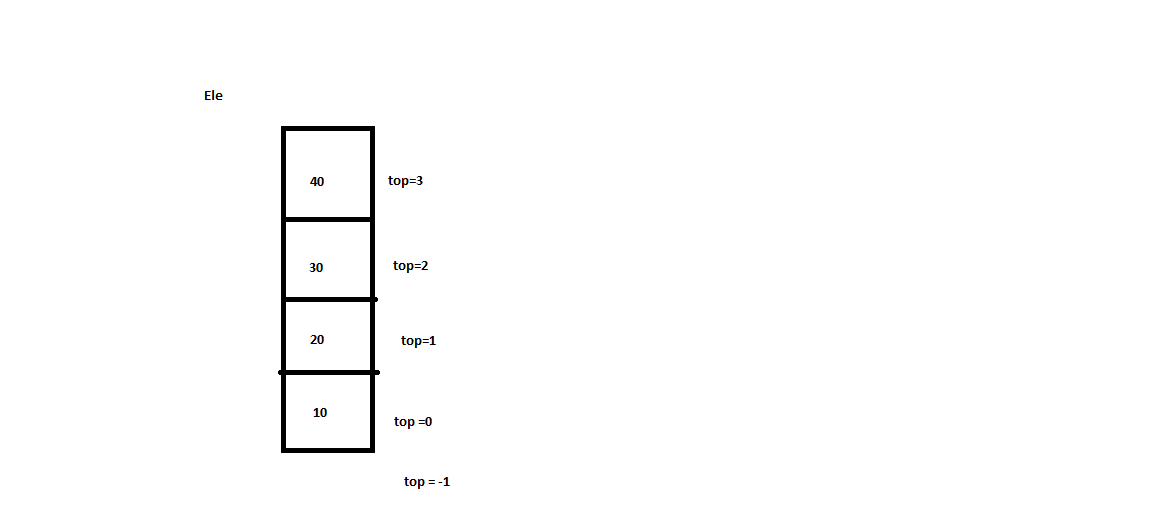 Ele
40 top=3
30 top=2
20 top=1
10 top =0
top = -1